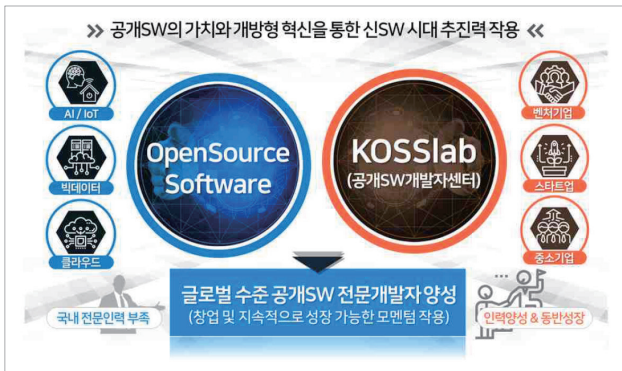 >> 공개SW의 가치와 개방형 혁신을 통한 신SW 시대 추진력 작용 <<
AI / IoT
빅데이터
클라우드
OpenSource
Software
KOSSlab
(공개SW개발자센터)
벤처기업
스타트업
중소기업
글로벌 수준 공개SW 전문개발자 양성
(창업 및 지속적으로 성장 가능한 모멘텀 작용)
국내 전문인력 부족
인력양성 & 동반성장